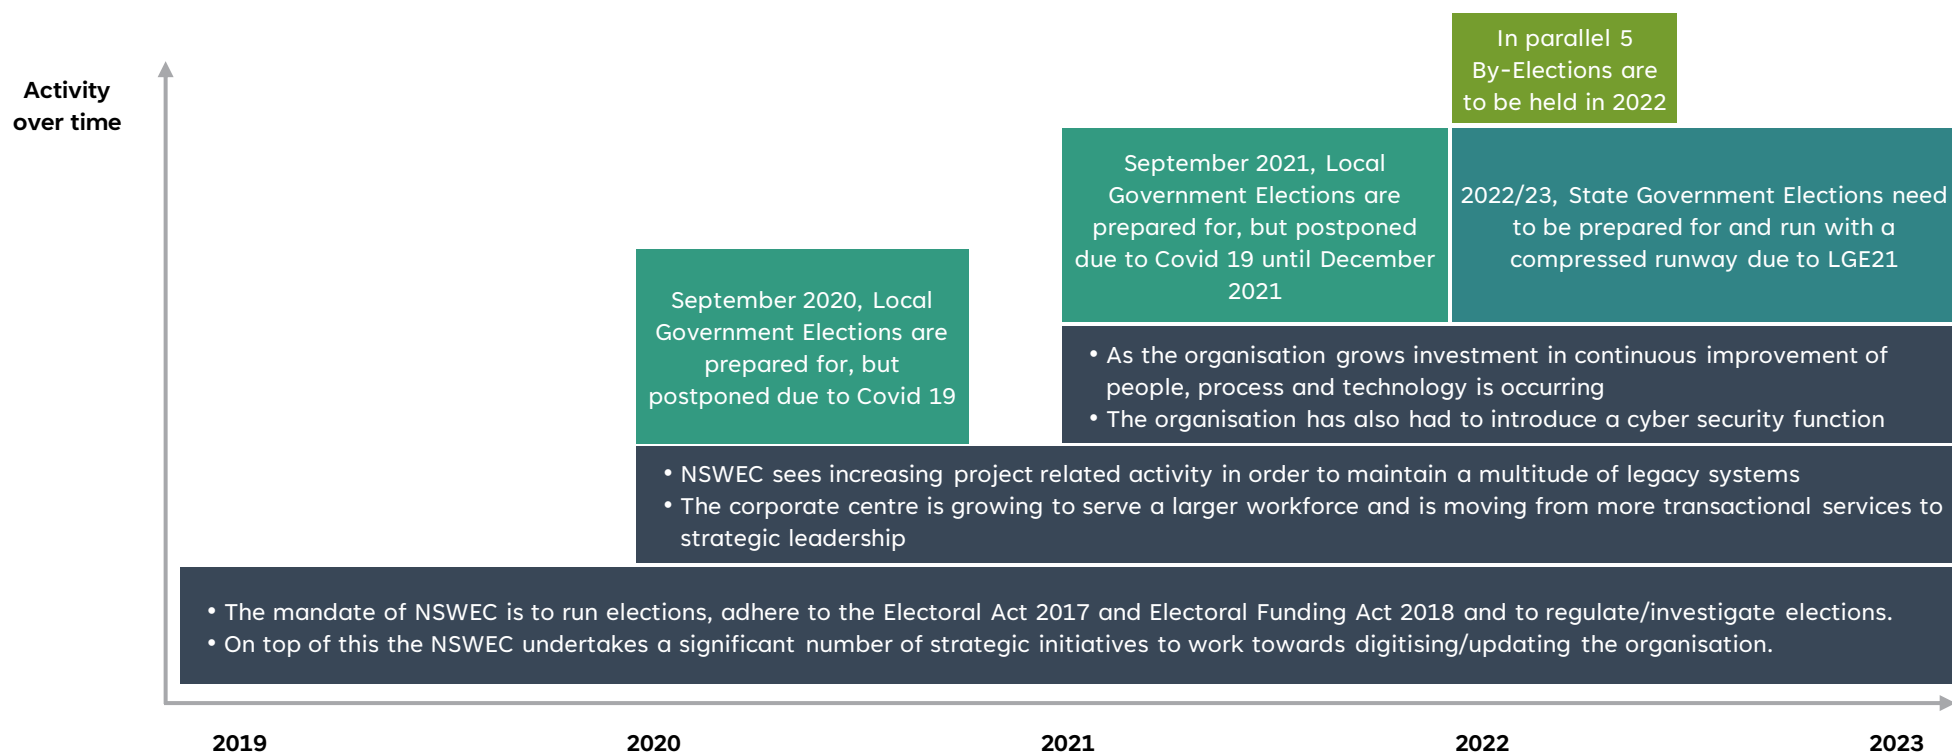 Activity
over time
In parallel 5
By-Elections are
to be held in 2022
September 2021, Local
Government Elections are
prepared for, but postponed
due to Covid 19 until December
2021
2022/23, State Government Elections need
to be prepared for and run with a
compressed runway due to LGE21
September 2020, Local
Government Elections are
prepared for, but
postponed due to Covid 19
• As the organisation grows investment in continuous improvement of
people, process and technology is occurring
• The organisation has also had to introduce a cyber security function
• NSWEC sees increasing project related activity in order to maintain a multitude of legacy systems
• The corporate centre is growing to serve a larger workforce and is moving from more transactional services to
strategic leadership
• The mandate of NSWEC is to run elections, adhere to the Electoral Act 2017 and Electoral Funding Act 2018 and to regulate/investigate elections.
• On top of this the NSWEC undertakes a significant number of strategic initiatives to work towards digitising/updating the organisation.
2019 2020 2021 2022 2023